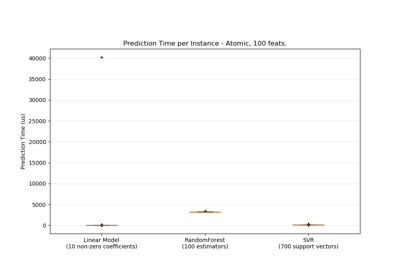 Prediction Time per Instance - Atomic, 100 feats.
40000
35000
30000
25000
20000
15000
10000
5000
0
Prediction Time (us)
Linear Model
(10 non-zero coefficients)
RandomForest
(100 estimators)
SVR
(700 support vectors)